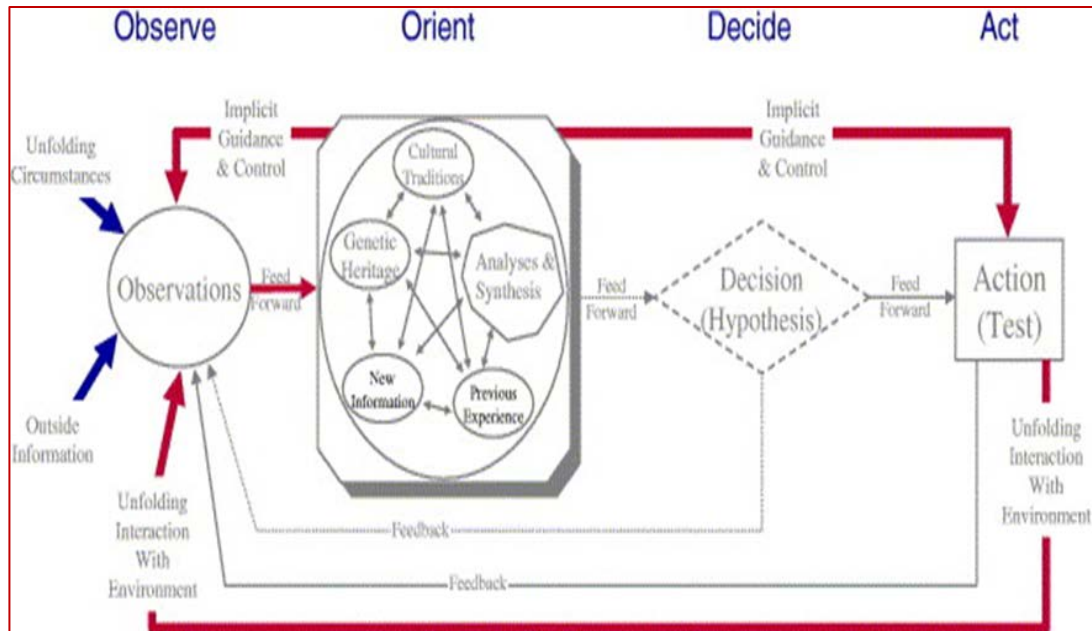 Observe
Orient
Decide
Act
Implicit
Guidance
& Control
Implicit
Guidance
& Control
Unfolding
Circumstances
Observations
Feed
Forward
Cultural
Traditions
Genetic
Heritage
Analyses &
Synthesis
New
Information
Previous
Experience
Feed
Forward
Decision
(Hypothesis)
Feed
Forward
Action
(Test)
Outside
Information
Unfolding
Interaction
With
Environment
Unfolding
Interaction
With
Environment
Feedback
Feedback